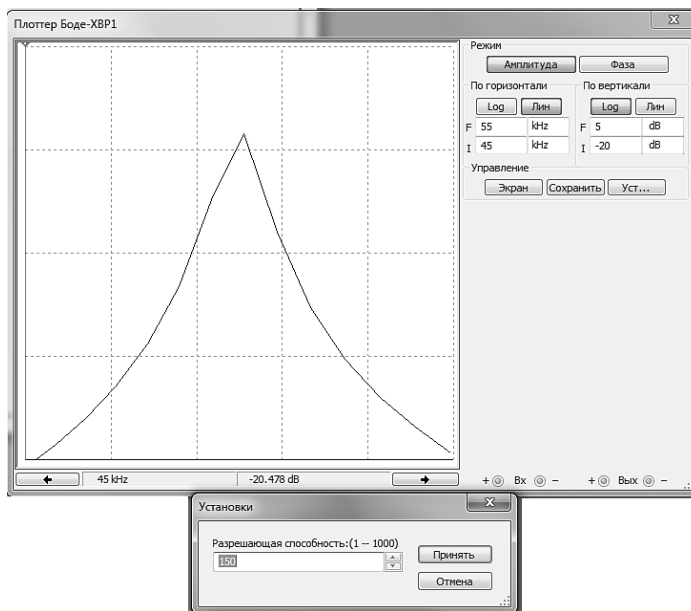 Плоттер Боде-XBP1
Режим
Амплитуда Фаза
По горизонтали По вертикали
Log Лин Log Лин
F 55 kHz F 5 dB
I 45 kHz I -20 dB
Управление
Экран Сохранить Уст...
45 kHz -20.478 dB
+ Вх − + Вых −
Установки
Разрешающая способность:(1 -- 1000)
150
Принять
Отмена